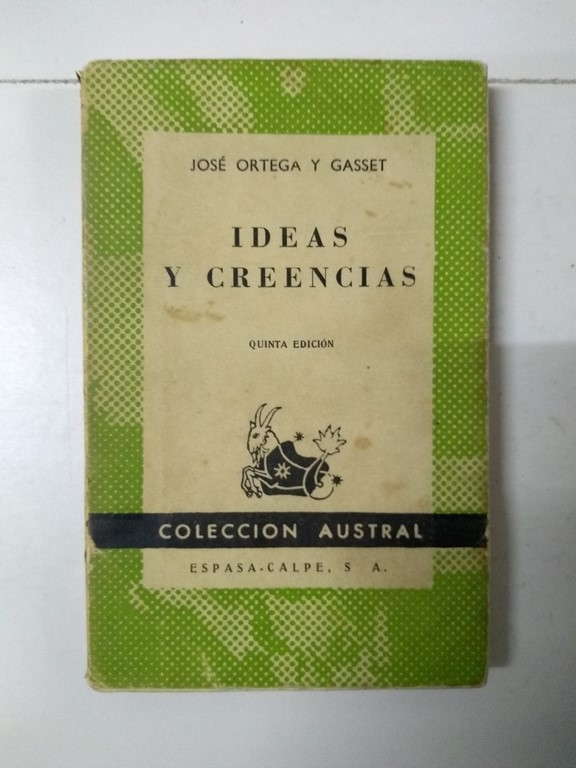 JOSÉ ORTEGA Y GASSET
IDEAS
Y CREENCIAS
QUINTA EDICIÓN
COLECCION AUSTRAL
ESPASA-CALPE, S A.